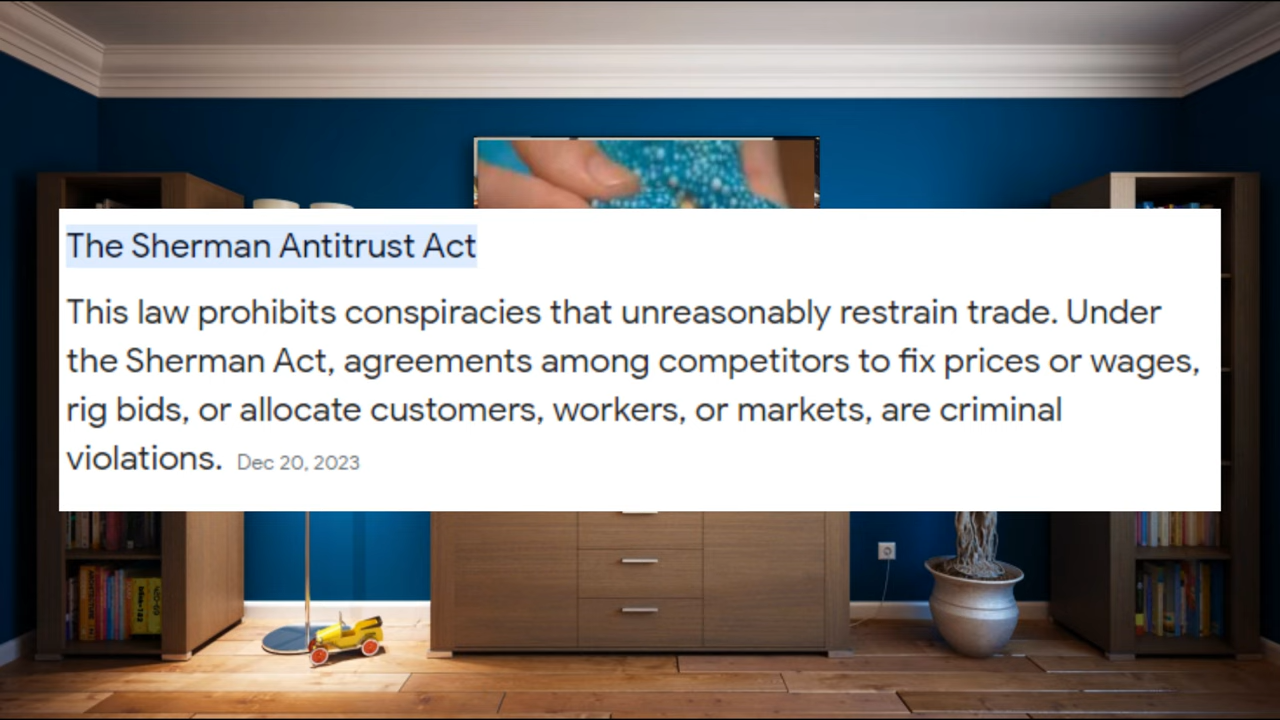 The Sherman Antitrust Act
This law prohibits conspiracies that unreasonably restrain trade. Under
the Sherman Act, agreements among competitors to fix prices or wages,
rig bids, or allocate customers, workers, or markets, are criminal
violations. Dec 20, 2023